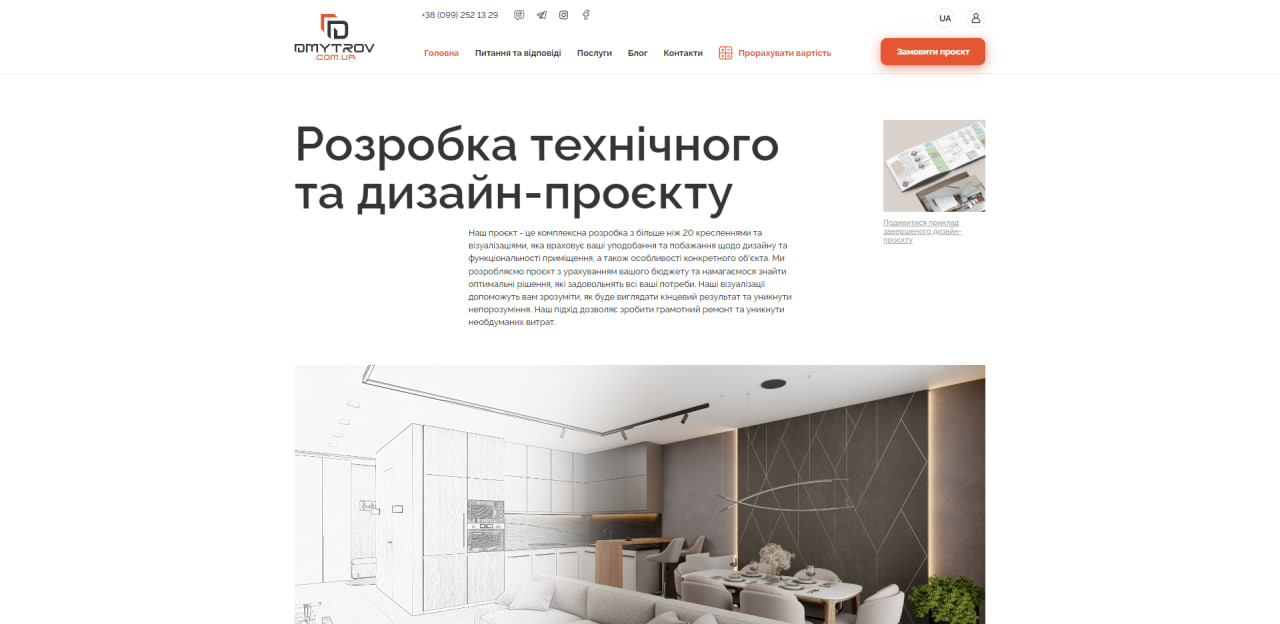 +38 (099) 252 13 29
UA
DMYTROV
.COM.UA
Головна
Питання та відповіді
Послуги
Блог
Контакти
Прорахувати вартість
Замовити проєкт
Розробка технічного
та дизайн-проєкту
Подивитися приклад
завершеного дизайн-
проєкту
Наш проєкт - це комплексна розробка з більше ніж 20 кресленнями та
візуалізаціями, яка враховує ваші уподобання та побажання щодо дизайну та
функціональності приміщення, а також особливості конкретного об'єкта. Ми
розробляємо проєкт з урахуванням вашого бюджету та намагаємося знайти
оптимальні рішення, які задовольнять всі ваші потреби. Наші візуалізації
допоможуть вам зрозуміти, як буде виглядати кінцевий результат та уникнути
непорозуміння. Наш підхід дозволяє зробити грамотний ремонт та уникнути
необдуманих витрат.